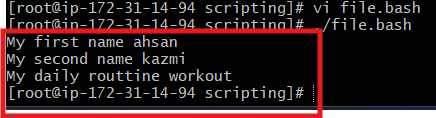 [root@ip-172-31-14-94 scripting]# vi file.bash
[root@ip-172-31-14-94 scripting]# ./file.bash
My first name ahsan
My second name kazmi
My daily routtine workout
[root@ip-172-31-14-94 scripting]#